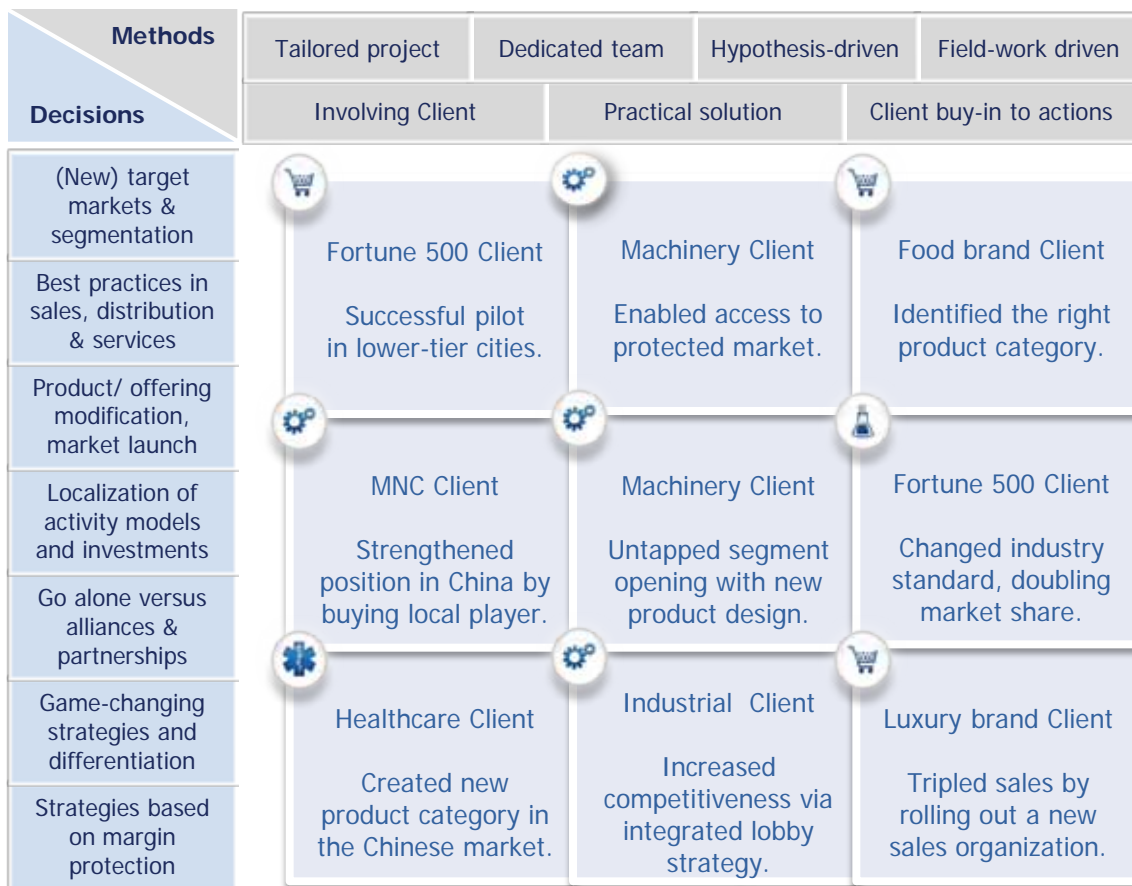 Methods
Decisions
Tailored project
Dedicated team
Hypothesis-driven
Field-work driven
Involving Client
Practical solution
Client buy-in to actions
(New) target
markets &
segmentation
Best practices in
sales, distribution
& services
Product/ offering
modification,
market launch
Localization of
activity models
and investments
Go alone versus
alliances &
partnerships
Game-changing
strategies and
differentiation
Strategies based
on margin
protection
Fortune 500 Client
Successful pilot
in lower-tier cities.
Machinery Client
Enabled access to
protected market.
Food brand Client
Identified the right
product category.
MNC Client
Strengthened
position in China by
buying local player.
Machinery Client
Untapped segment
opening with new
product design.
Fortune 500 Client
Changed industry
standard, doubling
market share.
Healthcare Client
Created new
product category in
the Chinese market.
Industrial Client
Increased
competitiveness via
integrated lobby
strategy.
Luxury brand Client
Tripled sales by
rolling out a new
sales organization.